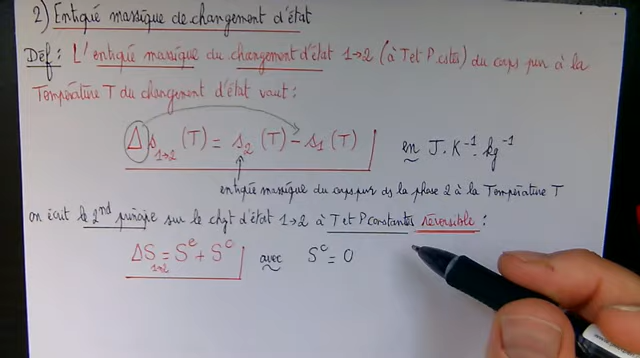 2) Entropie massique de changement d'état
Déf: L'entropie massique du changement d'état 1→2 (à T et P cstes) du corps pur à la
Température T du changement d'état vaut:
Δs₁→₂ (T) = s₂ (T) - s₁ (T) en J.K⁻¹.kg⁻¹
entropie massique du corps pur ds la phase 2 à la Température T
on écrit le 2nd principe sur le chgt d'état 1→2 à T et P constantes réversible :
ΔS₁→₂ = Sᵉ + Sᶜ avec Sᶜ = 0